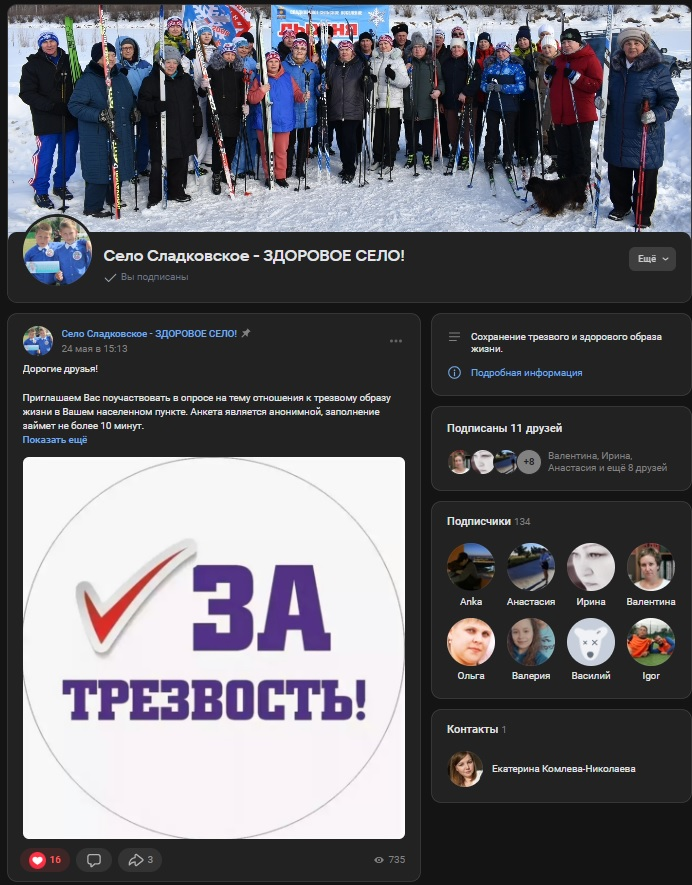 ЛЫЖНЯ
Село Сладковское - ЗДОРОВОЕ СЕЛО!
Вы подписаны
Ещё
Село Сладковское - ЗДОРОВОЕ СЕЛО!
24 мая в 15:13
Дорогие друзья!
Приглашаем Вас поучаствовать в опросе на тему отношения к трезвому образу
жизни в Вашем населенном пункте. Анкета является анонимной, заполнение
займет не более 10 минут.
Показать ещё
ЗА
ТРЕЗВОСТЬ!
16
3
735
Сохранение трезвого и здорового образа
жизни.
Подробная информация
Подписаны 11 друзей
+8
Валентина, Ирина,
Анастасия и ещё 8 друзей
Подписчики 134
Anka Анастасия Ирина Валентина
Ольга Валерия Василий Igor
Контакты 1
Екатерина Комлева-Николаева